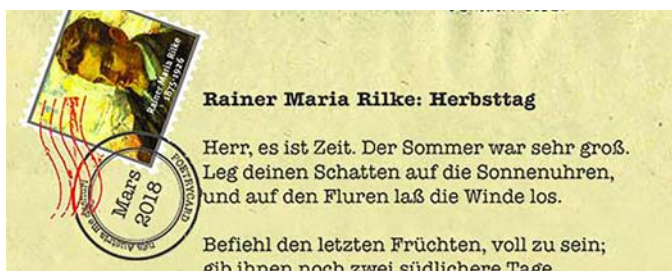 Rainer Maria Rilke
1875-1926
Rainer Maria Rilke: Herbsttag
Herr, es ist Zeit. Der Sommer war sehr groß.
Leg deinen Schatten auf die Sonnenuhren,
und auf den Fluren laß die Winde los.
POETRYCARD
Mars
2018
Befiehl den letzten Früchten, voll zu sein;
gib ihnen noch zwei südlichere Tage